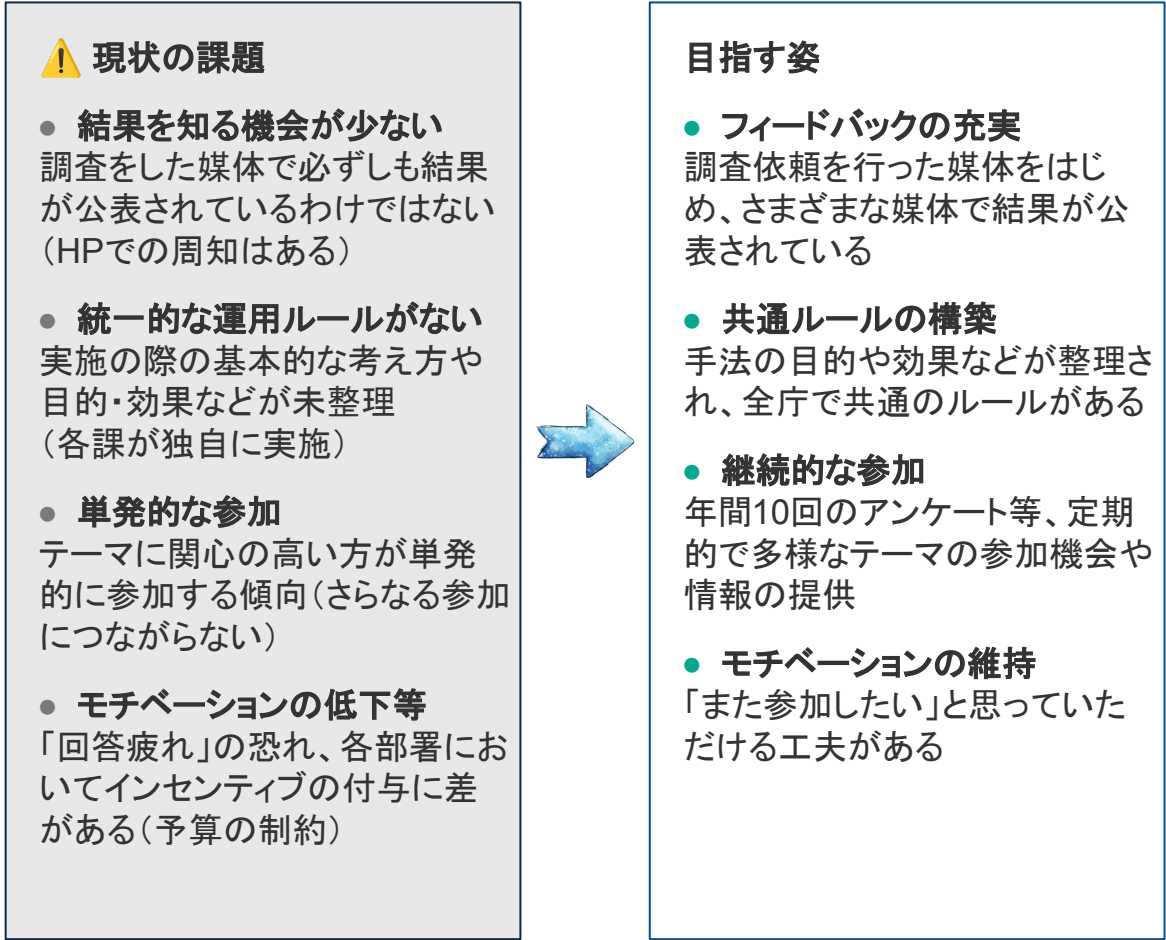 ⚠ 現状の課題
● 結果を知る機会が少ない
調査をした媒体で必ずしも結果
が公表されているわけではない
（HPでの周知はある）
● 統一的な運用ルールがない
実施の際の基本的な考え方や
目的・効果などが未整理
（各課が独自に実施）
● 単発的な参加
テーマに関心の高い方が単発
的に参加する傾向（さらなる参加
につながらない）
● モチベーションの低下等
「回答疲れ」の恐れ、各部署にお
いてインセンティブの付与に差
がある（予算の制約）
目指す姿
● フィードバックの充実
調査依頼を行った媒体をはじ
め、さまざまな媒体で結果が公
表されている
● 共通ルールの構築
手法の目的や効果などが整理さ
れ、全庁で共通のルールがある
● 継続的な参加
年間10回のアンケート等、定期
的で多様なテーマの参加機会や
情報の提供
● モチベーションの維持
「また参加したい」と思っていた
だける工夫がある